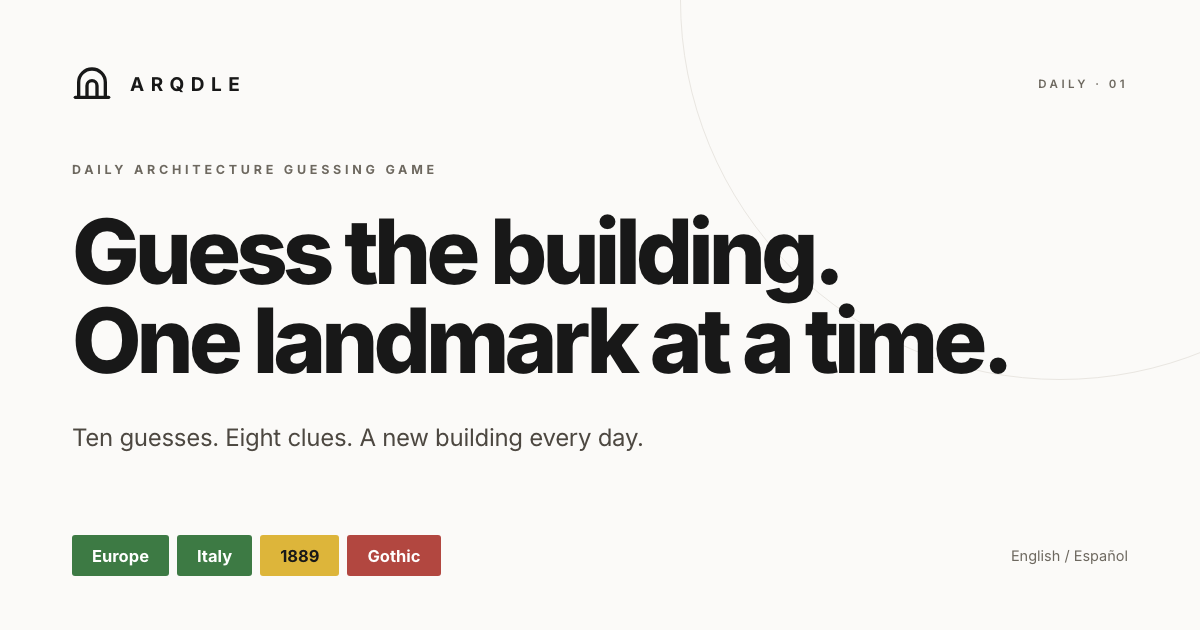 ARQDLE
DAILY · 01
DAILY ARCHITECTURE GUESSING GAME
Guess the building.
One landmark at a time.
Ten guesses. Eight clues. A new building every day.
Europe Italy 1889 Gothic
English / Español